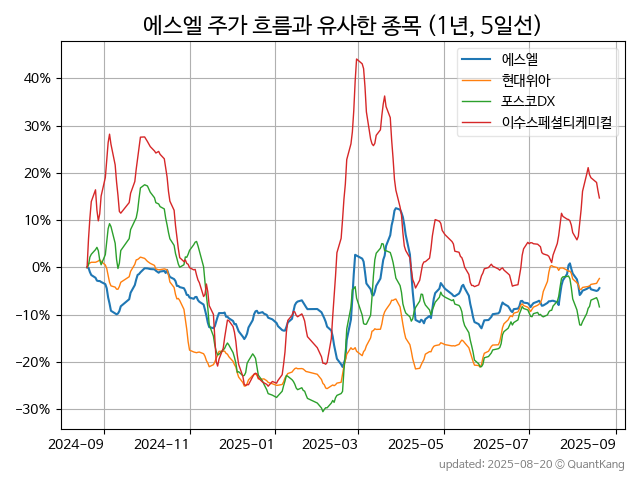 에스엘 주가 흐름과 유사한 종목 (1년, 5일선)
에스엘
현대위아
포스코DX
이수스페셜티케미컬
40%
30%
20%
10%
0%
-10%
-20%
-30%
2024-09 2024-11 2025-01 2025-03 2025-05 2025-07 2025-09
updated: 2025-08-20 © QuantKang